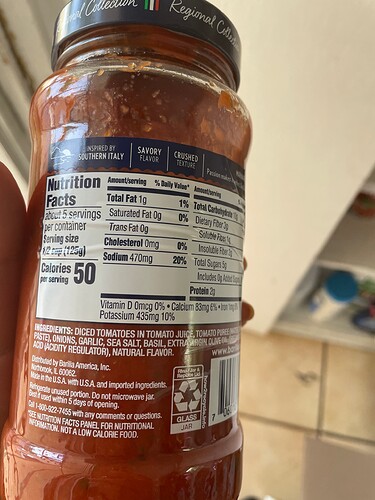 Collection
Regional
INSPIRED BY
SOUTHERN ITALY
SAVORY
FLAVOR
CRUSHED
TEXTURE
Nutrition
Facts
about 5 servings
per container
Serving size
1/2 cup (125g)
Calories 50
per serving
Amount/serving % Daily Value*
Total Fat 1g 1%
Saturated Fat 0g 0%
Trans Fat 0g
Cholesterol 0mg 0%
Sodium 470mg 20%
Amount/serving
Total Carbohydrate
Dietary Fiber
Soluble Fiber
Insoluble Fiber
Total Sugars
Includes 0g Added
Protein 2g
Vitamin D 0mcg 0% • Calcium 83mg 6% •
Potassium 435mg 10%
INGREDIENTS: DICED TOMATOES IN TOMATO JUICE, TOMATO PUREE
PASTE), ONIONS, GARLIC, SEA SALT, BASIL, EXTRA VIRGIN OLIVE
ACID (ACIDITY REGULATOR), NATURAL FLAVOR.
Distributed by Barilla America, Inc.
Northbrook, IL 60062.
Made in the U.S.A. with U.S.A. and imported ingredients.
Refrigerate unused portion. Do not microwave jar.
Best if used within 5 days of opening.
Call 1-800-922-7455 with any comments or questions.
SEE NUTRITION FACTS PANEL FOR NUTRITIONAL
INFORMATION. NOT A LOW CALORIE FOOD.
Rinse &
Replace Lid
GLASS
JAR